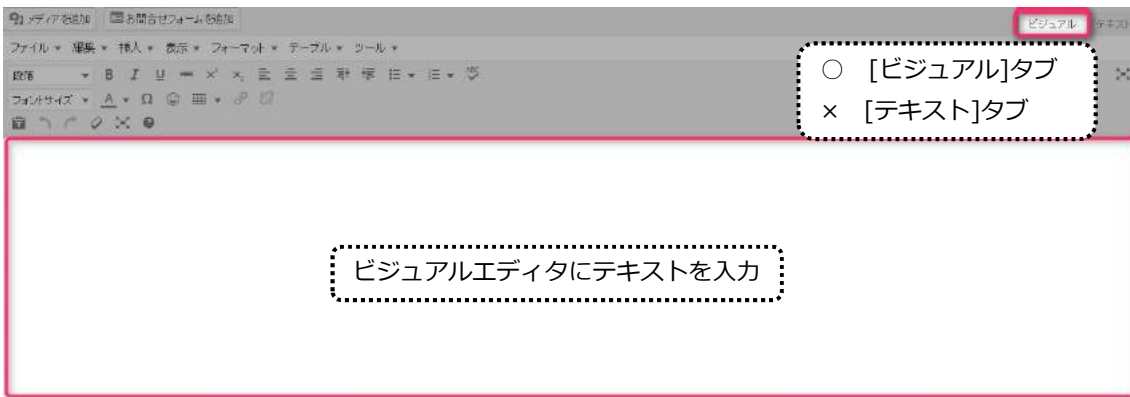 メディアを追加 お問合せフォームを追加 ビジュアル テキスト
ファイル 編集 挿入 表示 フォーマット テーブル ツール
段落 B I U
フォントサイズ A Ω
○ [ビジュアル]タブ
× [テキスト]タブ
ビジュアルエディタにテキストを入力